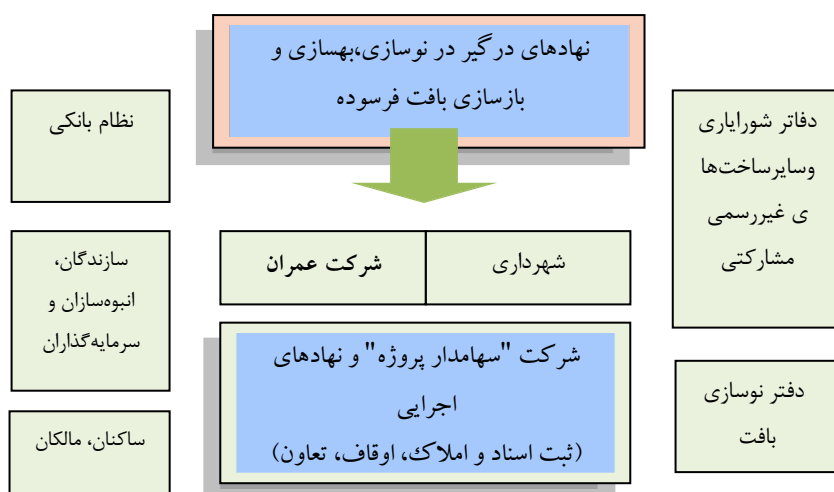 نهادهای درگیر در نوسازی،بهسازی و
بازسازی بافت فرسوده
دفاتر شورایاری
وسایرساخت‌ها
ی غیررسمی
مشارکتی
نظام بانکی
شهرداری
شرکت عمران
سازندگان،
انبوه‌سازان و
سرمایه‌گذاران
شرکت "سهامدار پروژه" و نهادهای
اجرایی
(ثبت اسناد و املاک، اوقاف، تعاون)
دفتر نوسازی
بافت
ساکنان، مالکان